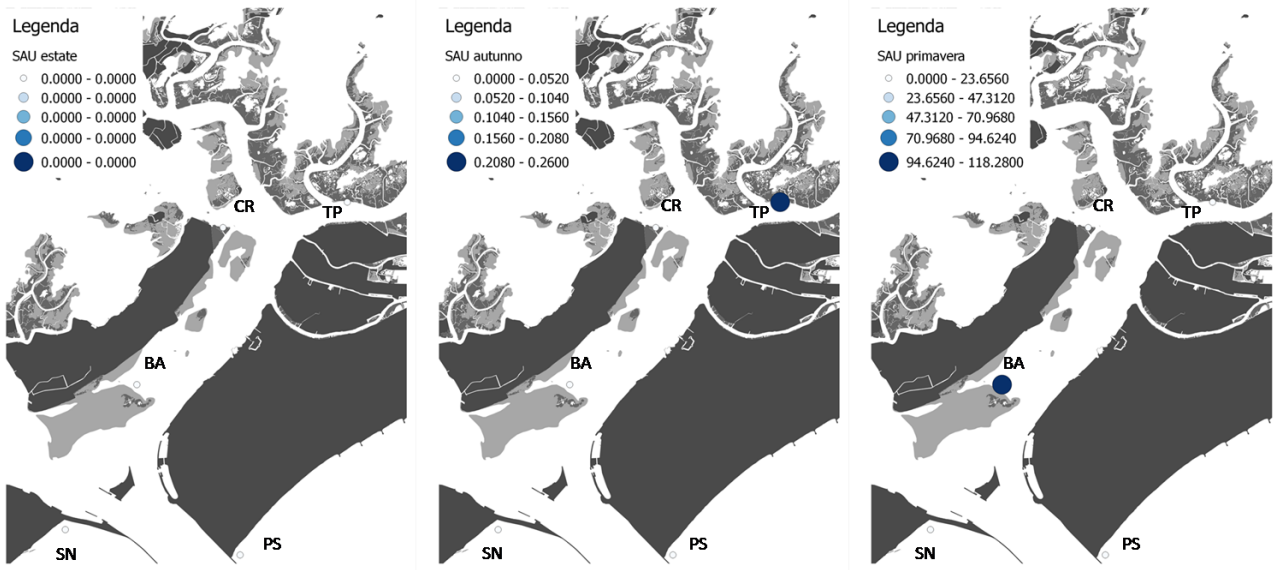 Legenda
SAU estate
0.0000 - 0.0000
0.0000 - 0.0000
0.0000 - 0.0000
0.0000 - 0.0000
0.0000 - 0.0000
CR
TP
BA
SN
PS
Legenda
SAU autunno
0.0000 - 0.0520
0.0520 - 0.1040
0.1040 - 0.1560
0.1560 - 0.2080
0.2080 - 0.2600
CR
TP
BA
SN
PS
Legenda
SAU primavera
0.0000 - 23.6560
23.6560 - 47.3120
47.3120 - 70.9680
70.9680 - 94.6240
94.6240 - 118.2800
CR
TP
BA
SN
PS